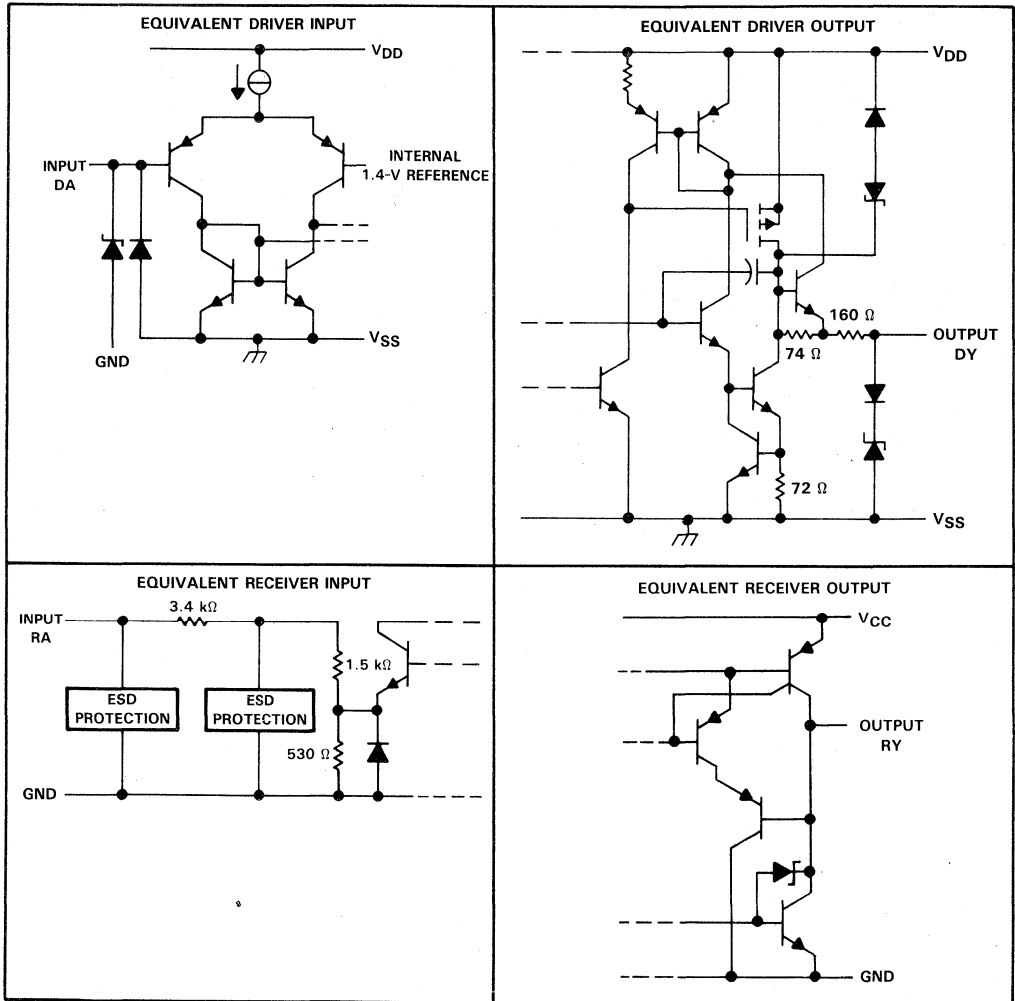 EQUIVALENT DRIVER INPUT
VDD
INPUT
DA
INTERNAL
1.4-V REFERENCE
GND
VSS
EQUIVALENT DRIVER OUTPUT
VDD
160 Ω
74 Ω
OUTPUT
DY
72 Ω
VSS
EQUIVALENT RECEIVER INPUT
INPUT
RA
3.4 kΩ
1.5 kΩ
ESD
PROTECTION
ESD
PROTECTION
530 Ω
GND
EQUIVALENT RECEIVER OUTPUT
VCC
OUTPUT
RY
GND